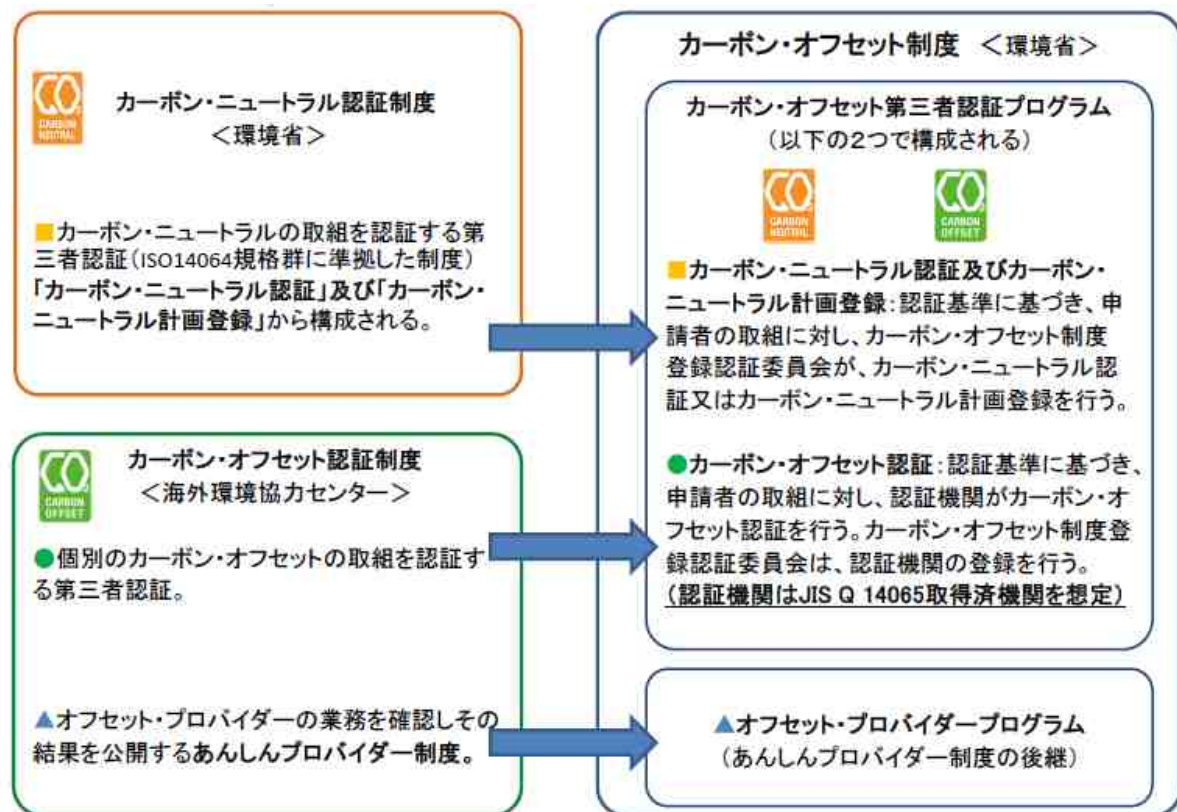 CO2
CARBON
NEUTRAL
カーボン・ニュートラル認証制度
＜環境省＞
■カーボン・ニュートラルの取組を認証する第
三者認証(ISO14064規格群に準拠した制度)
「カーボン・ニュートラル認証」及び「カーボン・
ニュートラル計画登録」から構成される。
CO2
CARBON
OFFSET
カーボン・オフセット認証制度
＜海外環境協力センター＞
●個別のカーボン・オフセットの取組を認証す
る第三者認証。
▲オフセット・プロバイダーの業務を確認しその
結果を公開するあんしんプロバイダー制度。
カーボン・オフセット制度 ＜環境省＞
カーボン・オフセット第三者認証プログラム
(以下の2つで構成される)
CO2
CARBON
NEUTRAL
CO2
CARBON
OFFSET
■カーボン・ニュートラル認証及びカーボン・
ニュートラル計画登録：認証基準に基づき、申
請者の取組に対し、カーボン・オフセット制度
登録認証委員会が、カーボン・ニュートラル認
証又はカーボン・ニュートラル計画登録を行う。
●カーボン・オフセット認証：認証基準に基づき、
申請者の取組に対し、認証機関がカーボン・オ
フセット認証を行う。カーボン・オフセット制度登
録認証委員会は、認証機関の登録を行う。
(認証機関はJIS Q 14065取得済機関を想定)
▲オフセット・プロバイダープログラム
(あんしんプロバイダー制度の後継)